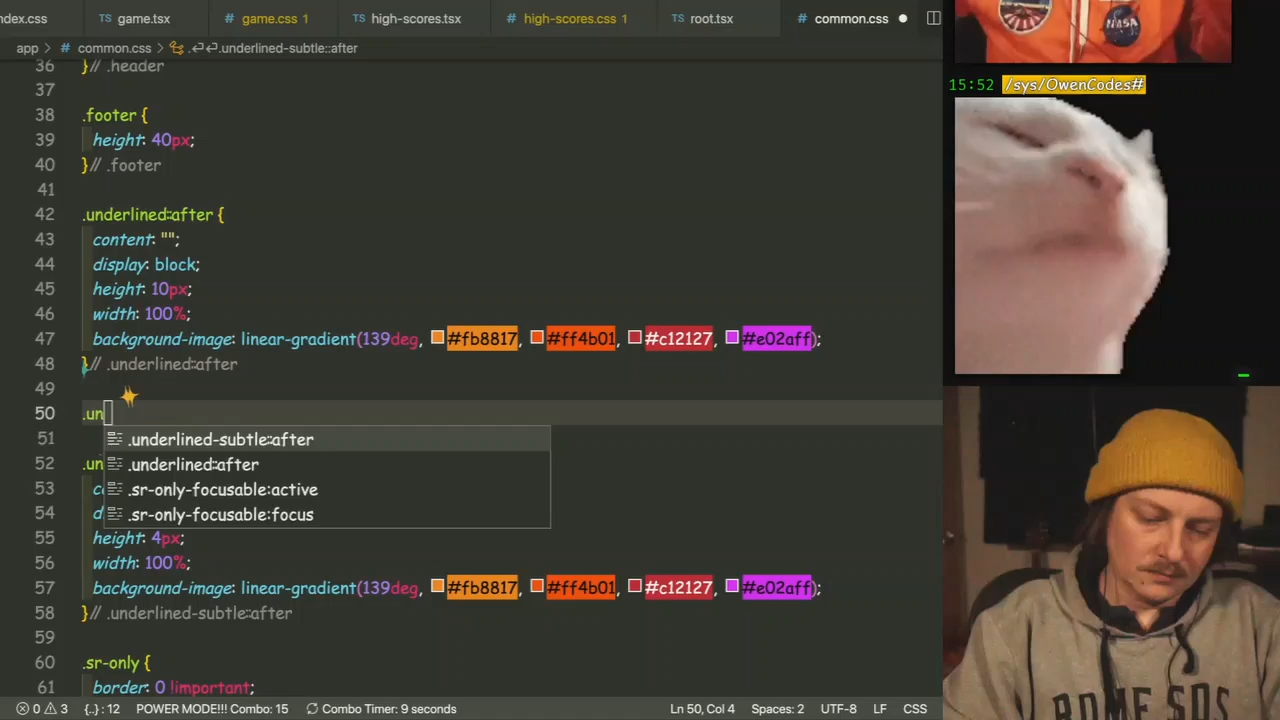 ndex.css
TS game.tsx
# game.css 1
TS high-scores.tsx
# high-scores.css 1
TS root.tsx
# common.css
app > # common.css > .↵↵.underlined-subtle::after
36 }// .header
37
38 .footer {
39 height: 40px;
40 }// .footer
41
42 .underlined::after {
43 content: "";
44 display: block;
45 height: 10px;
46 width: 100%;
47 background-image: linear-gradient(139deg, #fb8817, #ff4b01, #c12127, #e02aff);
48 }// .underlined::after
49
50 .un
51
.underlined-subtle::after
.underlined::after
.sr-only-focusable:active
.sr-only-focusable:focus
52 .un
53 c
54 d
55 height: 4px;
56 width: 100%;
57 background-image: linear-gradient(139deg, #fb8817, #ff4b01, #c12127, #e02aff);
58 }// .underlined-subtle::after
59
60 .sr-only {
61 border: 0 !important;
0 3 {..} : 12 POWER MODE!!! Combo: 15 Combo Timer: 9 seconds Ln 50, Col 4 Spaces: 2 UTF-8 LF CSS
NASA
15:52 /sys/OwenCodes#